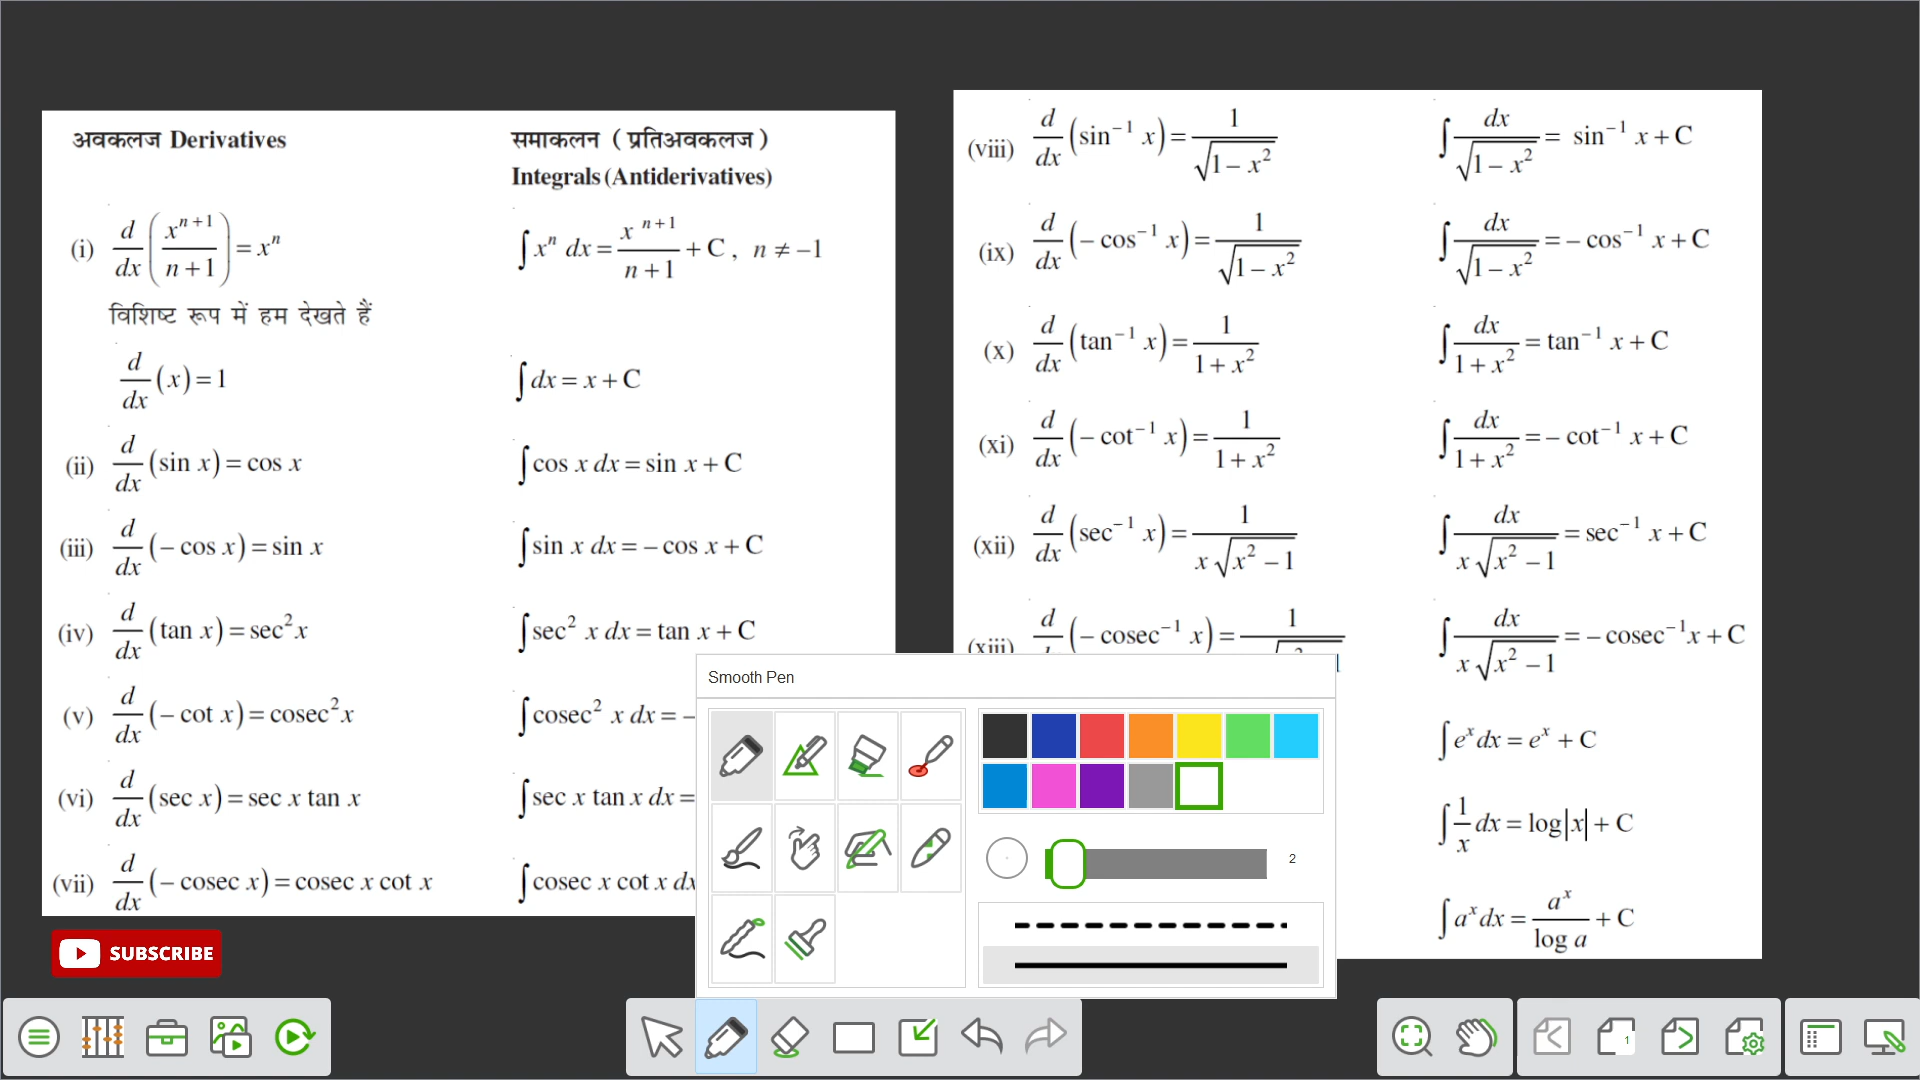 अवकलज Derivatives
समाकलन ( प्रतिअवकलज )
Integrals (Antiderivatives)
(i) d/dx (x^(n+1)/(n+1)) = x^n
∫ x^n dx = x^(n+1)/(n+1) + C , n ≠ –1
विशिष्ट रूप में हम देखते हैं
d/dx (x) = 1
∫ dx = x + C
(ii) d/dx (sin x) = cos x
∫ cos x dx = sin x + C
(iii) d/dx (– cos x) = sin x
∫ sin x dx = – cos x + C
(iv) d/dx (tan x) = sec² x
∫ sec² x dx = tan x + C
(v) d/dx (– cot x) = cosec² x
∫ cosec² x dx = –
(vi) d/dx (sec x) = sec x tan x
∫ sec x tan x dx =
(vii) d/dx (– cosec x) = cosec x cot x
∫ cosec x cot x dx
(viii) d/dx (sin⁻¹ x) = 1/√(1 – x²)
∫ dx/√(1 – x²) = sin⁻¹ x + C
(ix) d/dx (– cos⁻¹ x) = 1/√(1 – x²)
∫ dx/√(1 – x²) = – cos⁻¹ x + C
(x) d/dx (tan⁻¹ x) = 1/(1 + x²)
∫ dx/(1 + x²) = tan⁻¹ x + C
(xi) d/dx (– cot⁻¹ x) = 1/(1 + x²)
∫ dx/(1 + x²) = – cot⁻¹ x + C
(xii) d/dx (sec⁻¹ x) = 1/(x√(x² – 1))
∫ dx/(x√(x² – 1)) = sec⁻¹ x + C
(xiii) d/dx (– cosec⁻¹ x) = 1
∫ dx/(x√(x² – 1)) = – cosec⁻¹ x + C
∫ e^x dx = e^x + C
∫ 1/x dx = log|x| + C
∫ a^x dx = a^x/log a + C
Smooth Pen
2
SUBSCRIBE
1